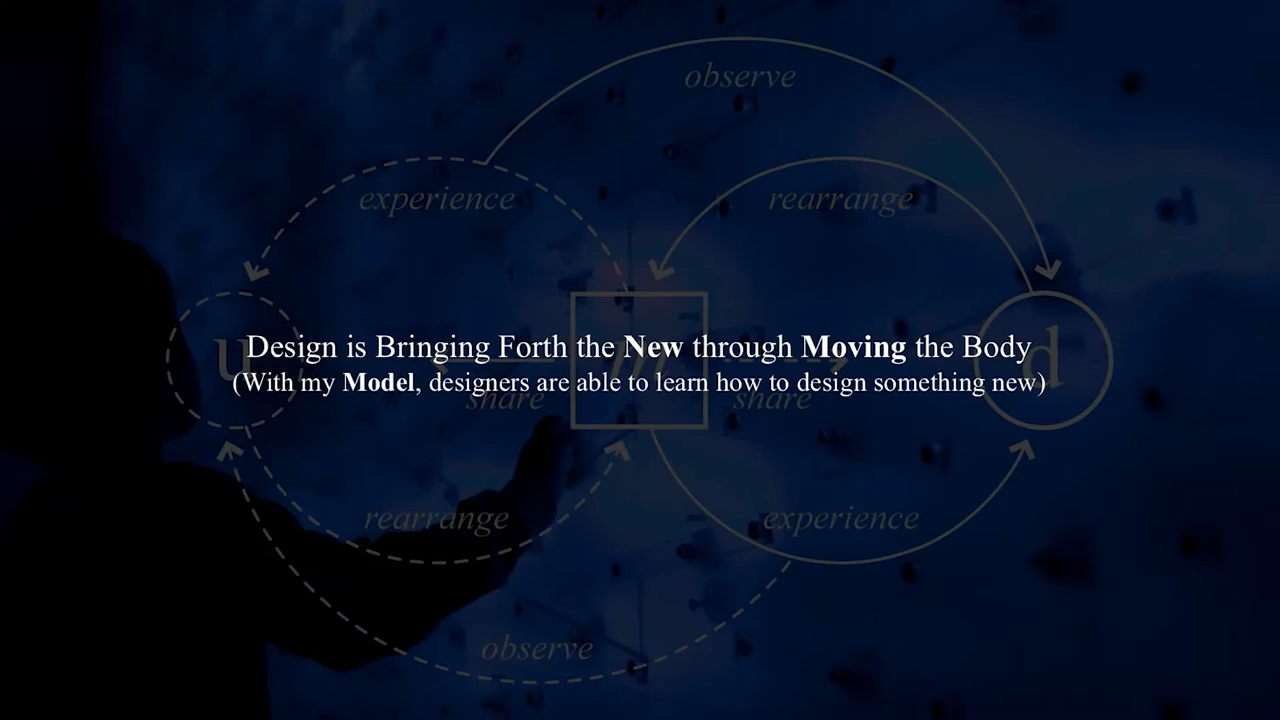 observe
experience
rearrange
u
d
Design is Bringing Forth the New through Moving the Body
(With my Model, designers are able to learn how to design something new)
share
share
rearrange
experience
observe